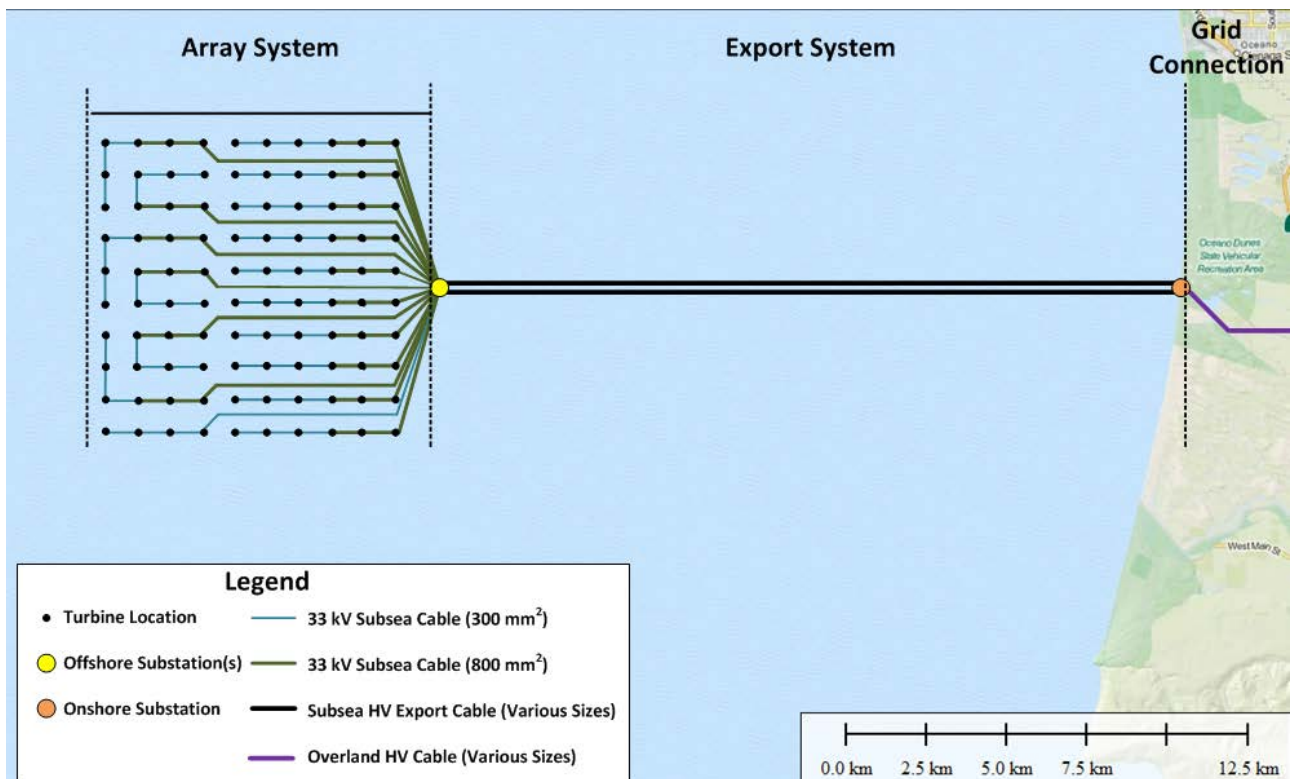 Array System
Export System
Grid
Connection
Oceano
Cienaga S
Oceano Dunes
State Vehicular
Recreation Area
West Main St
Legend
Turbine Location
33 kV Subsea Cable (300 mm²)
Offshore Substation(s)
33 kV Subsea Cable (800 mm²)
Onshore Substation
Subsea HV Export Cable (Various Sizes)
Overland HV Cable (Various Sizes)
0.0 km 2.5 km 5.0 km 7.5 km 12.5 km